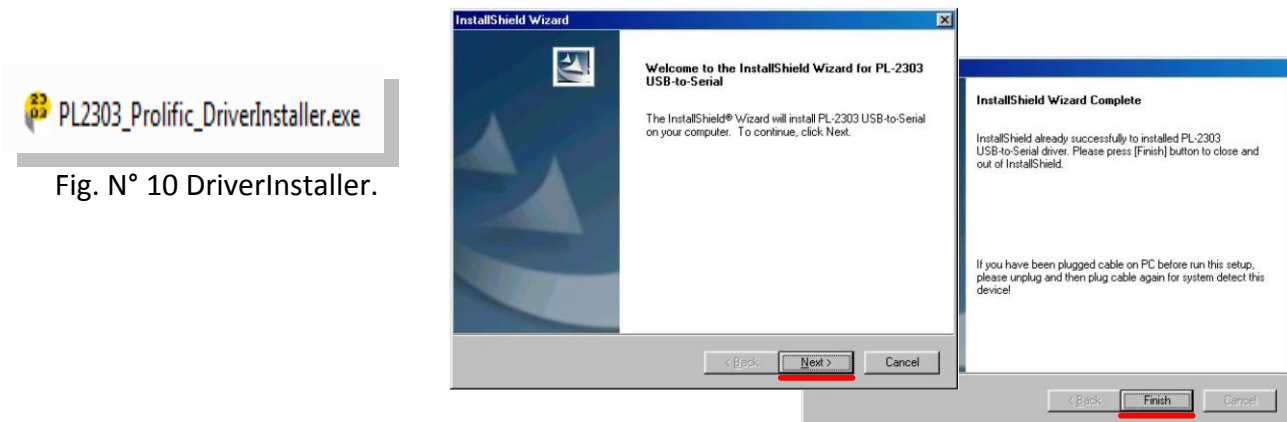 23
03
PL2303_Prolific_DriverInstaller.exe
Fig. N° 10 DriverInstaller.
InstallShield Wizard
Welcome to the InstallShield Wizard for PL-2303
USB-to-Serial
The InstallShield® Wizard will install PL-2303 USB-to-Serial
on your computer. To continue, click Next.
< Back
Next >
Cancel
InstallShield Wizard Complete
InstallShield already successfully to installed PL-2303
USB-to-Serial driver. Please press [Finish] button to close and
out of InstallShield.
If you have been plugged cable on PC before run this setup,
please unplug and then plug cable again for system detect this
device!
< Back
Finish
Cancel